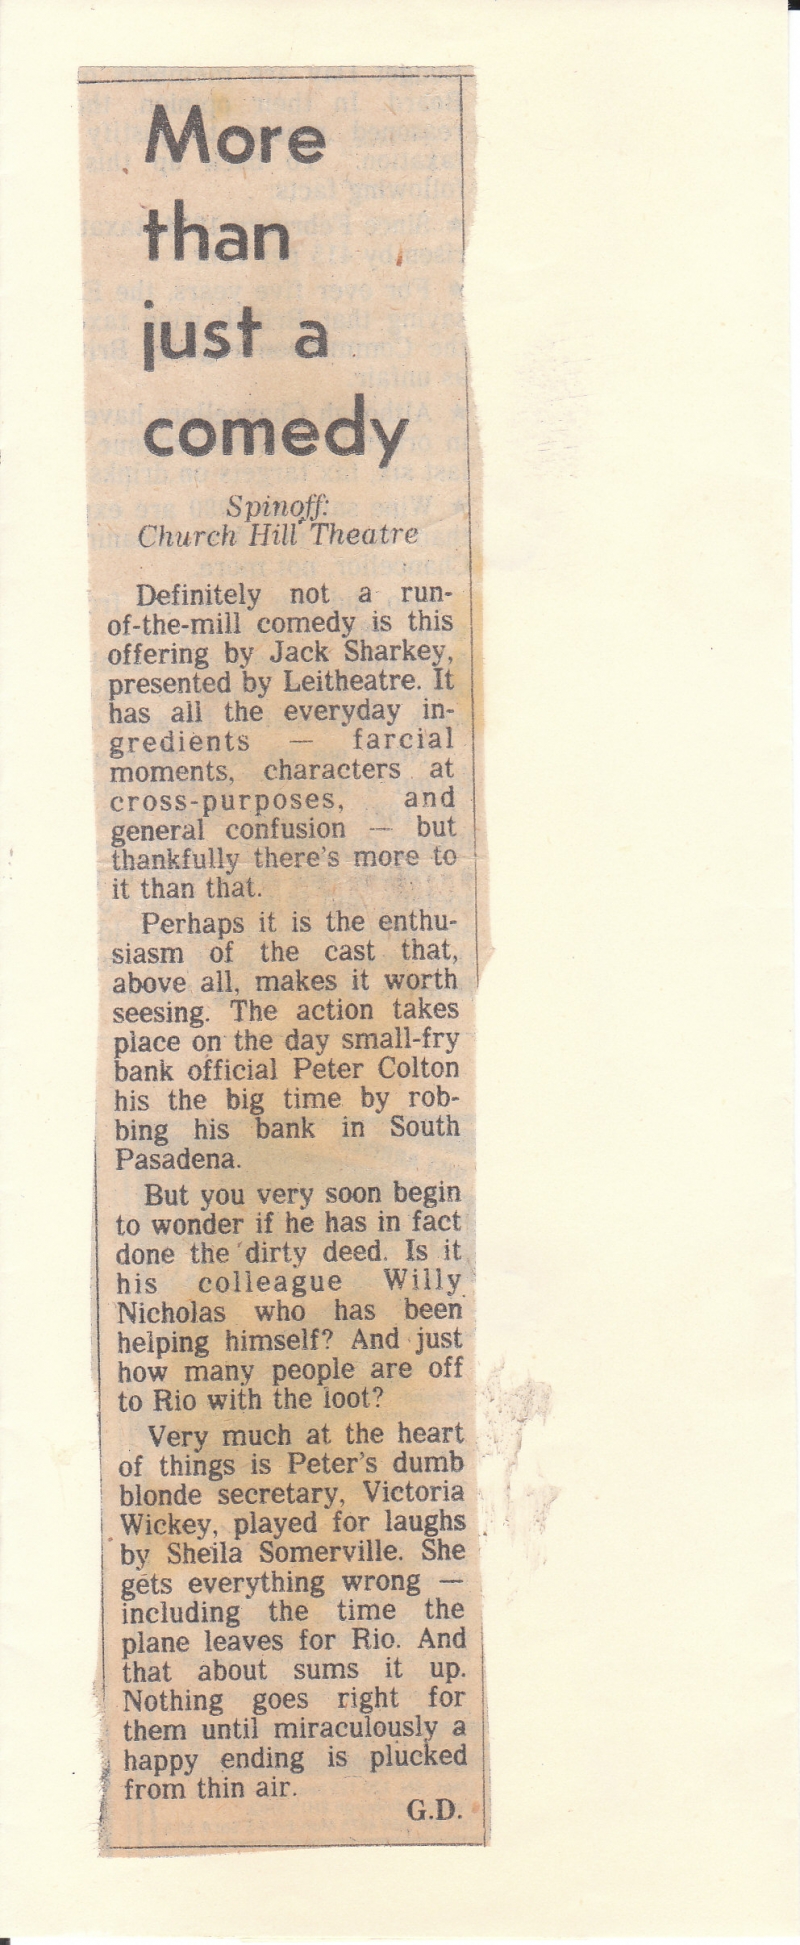 More
than
just a
comedy
Spinoff:
Church Hill Theatre
Definitely not a run-
of-the-mill comedy is this
offering by Jack Sharkey,
presented by Leitheatre. It
has all the everyday in-
gredients — farcial
moments, characters at
cross-purposes, and
general confusion — but
thankfully there's more to
it than that.
Perhaps it is the enthu-
siasm of the cast that,
above all, makes it worth
seesing. The action takes
place on the day small-fry
bank official Peter Colton
his the big time by rob-
bing his bank in South
Pasadena.
But you very soon begin
to wonder if he has in fact
done the dirty deed. Is it
his colleague Willy
Nicholas who has been
helping himself? And just
how many people are off
to Rio with the loot?
Very much at the heart
of things is Peter's dumb
blonde secretary, Victoria
Wickey, played for laughs
by Sheila Somerville. She
gets everything wrong —
including the time the
plane leaves for Rio. And
that about sums it up.
Nothing goes right for
them until miraculously a
happy ending is plucked
from thin air.
G.D.